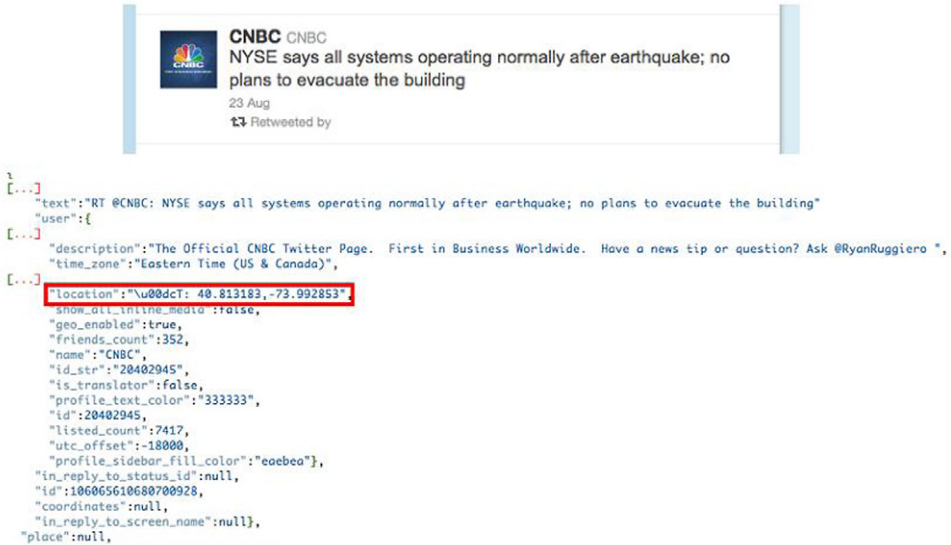 CNBC CNBC
NYSE says all systems operating normally after earthquake; no
plans to evacuate the building
CNBC
23 Aug
Retweeted by
}
[...]
"text":"RT @CNBC: NYSE says all systems operating normally after earthquake; no plans to evacuate the building"
"user":{
[...]
"description":"The Official CNBC Twitter Page.  First in Business Worldwide.  Have a news tip or question? Ask @RyanRuggiero ",
"time_zone":"Eastern Time (US & Canada)",
[...]
"location":"\u00dcT: 40.813183,-73.992853",
"show_all_inline_media":false,
"geo_enabled":true,
"friends_count":352,
"name":"CNBC",
"id_str":"20402945",
"is_translator":false,
"profile_text_color":"333333",
"id":20402945,
"listed_count":7417,
"utc_offset":-18000,
"profile_sidebar_fill_color":"eaebea"},
"in_reply_to_status_id":null,
"id":106065610680700928,
"coordinates":null,
"in_reply_to_screen_name":null},
"place":null,